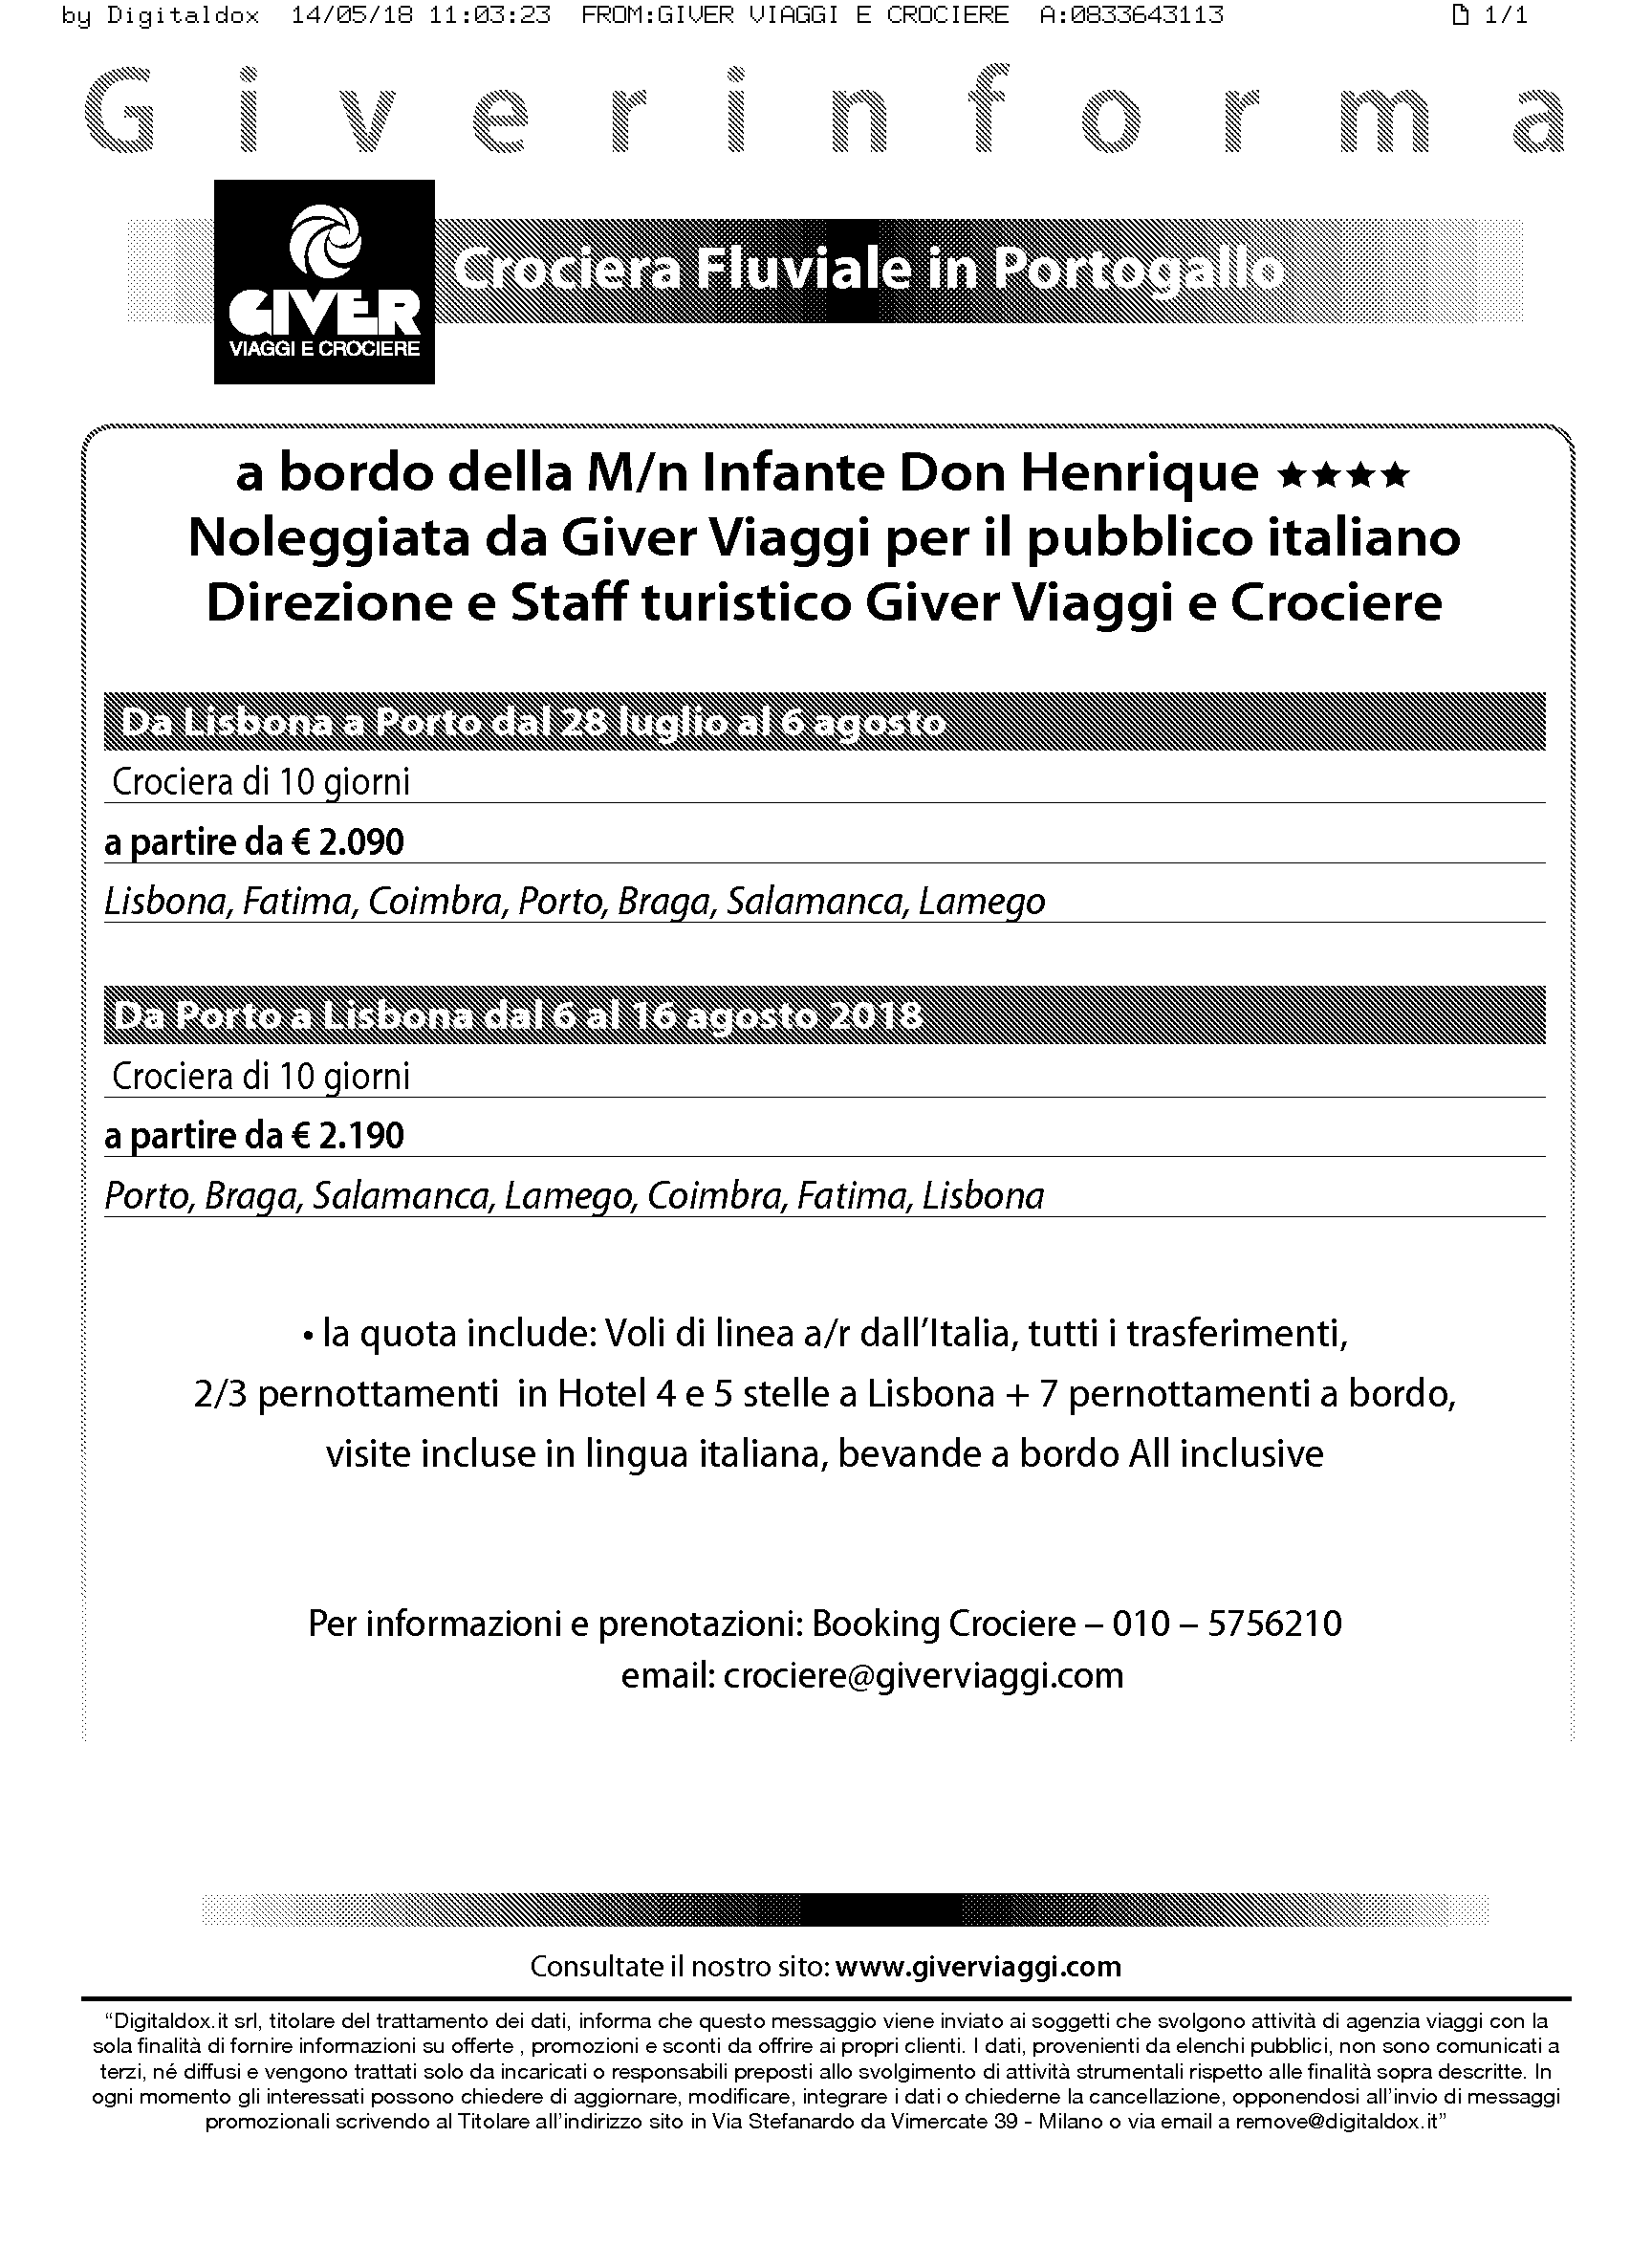 by Digitaldox 14/05/18 11:03:23 FROM:GIVER VIAGGI E CROCIERE A:0833643113 1/1
Giverinforma
Crociera Fluviale in Portogallo
GIVER
VIAGGI E CROCIERE
a bordo della M/n Infante Don Henrique ★★★★
Noleggiata da Giver Viaggi per il pubblico italiano
Direzione e Staff turistico Giver Viaggi e Crociere
Da Lisbona a Porto dal 28 luglio al 6 agosto
Crociera di 10 giorni
a partire da € 2.090
Lisbona, Fatima, Coimbra, Porto, Braga, Salamanca, Lamego
Da Porto a Lisbona dal 6 al 16 agosto 2018
Crociera di 10 giorni
a partire da € 2.190
Porto, Braga, Salamanca, Lamego, Coimbra, Fatima, Lisbona
• la quota include: Voli di linea a/r dall’Italia, tutti i trasferimenti,
2/3 pernottamenti in Hotel 4 e 5 stelle a Lisbona + 7 pernottamenti a bordo,
visite incluse in lingua italiana, bevande a bordo All inclusive
Per informazioni e prenotazioni: Booking Crociere – 010 – 5756210
email: crociere@giverviaggi.com
Consultate il nostro sito: www.giverviaggi.com
“Digitaldox.it srl, titolare del trattamento dei dati, informa che questo messaggio viene inviato ai soggetti che svolgono attività di agenzia viaggi con la
sola finalità di fornire informazioni su offerte , promozioni e sconti da offrire ai propri clienti. I dati, provenienti da elenchi pubblici, non sono comunicati a
terzi, né diffusi e vengono trattati solo da incaricati o responsabili preposti allo svolgimento di attività strumentali rispetto alle finalità sopra descritte. In
ogni momento gli interessati possono chiedere di aggiornare, modificare, integrare i dati o chiederne la cancellazione, opponendosi all’invio di messaggi
promozionali scrivendo al Titolare all’indirizzo sito in Via Stefanardo da Vimercate 39 - Milano o via email a remove@digitaldox.it”